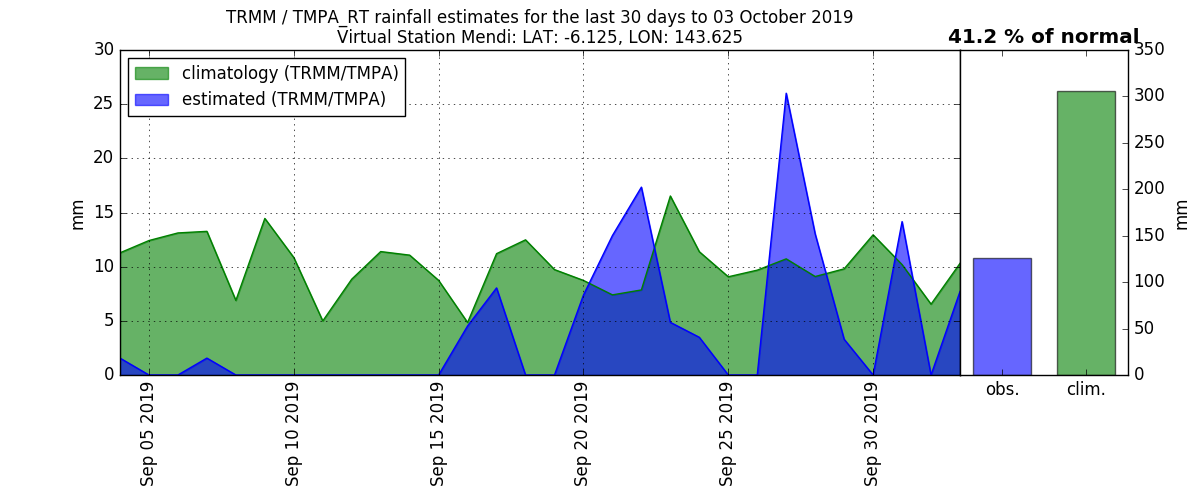 TRMM / TMPA_RT rainfall estimates for the last 30 days to 03 October 2019
Virtual Station Mendi: LAT: -6.125, LON: 143.625
41.2 % of normal
climatology (TRMM/TMPA)
estimated (TRMM/TMPA)
30
25
20
15
10
5
0
mm
Sep 05 2019
Sep 10 2019
Sep 15 2019
Sep 20 2019
Sep 25 2019
Sep 30 2019
obs.
clim.
350
300
250
200
150
100
50
0
mm